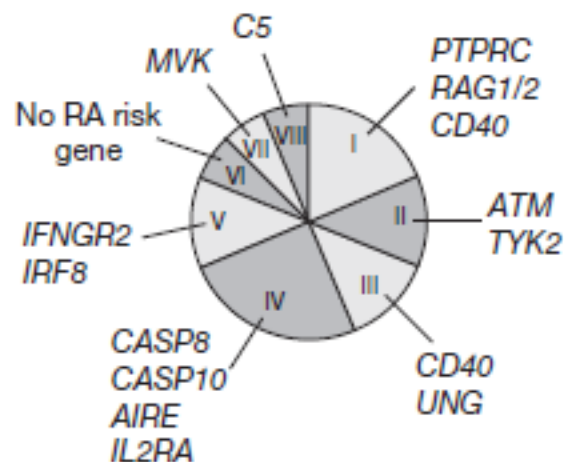 C5
MVK
PTPRC
RAG1/2
CD40
No RA risk
gene
VIII
I
VII
VI
II
ATM
TYK2
V
IFNGR2
IRF8
III
IV
CASP8
CASP10
AIRE
IL2RA
CD40
UNG